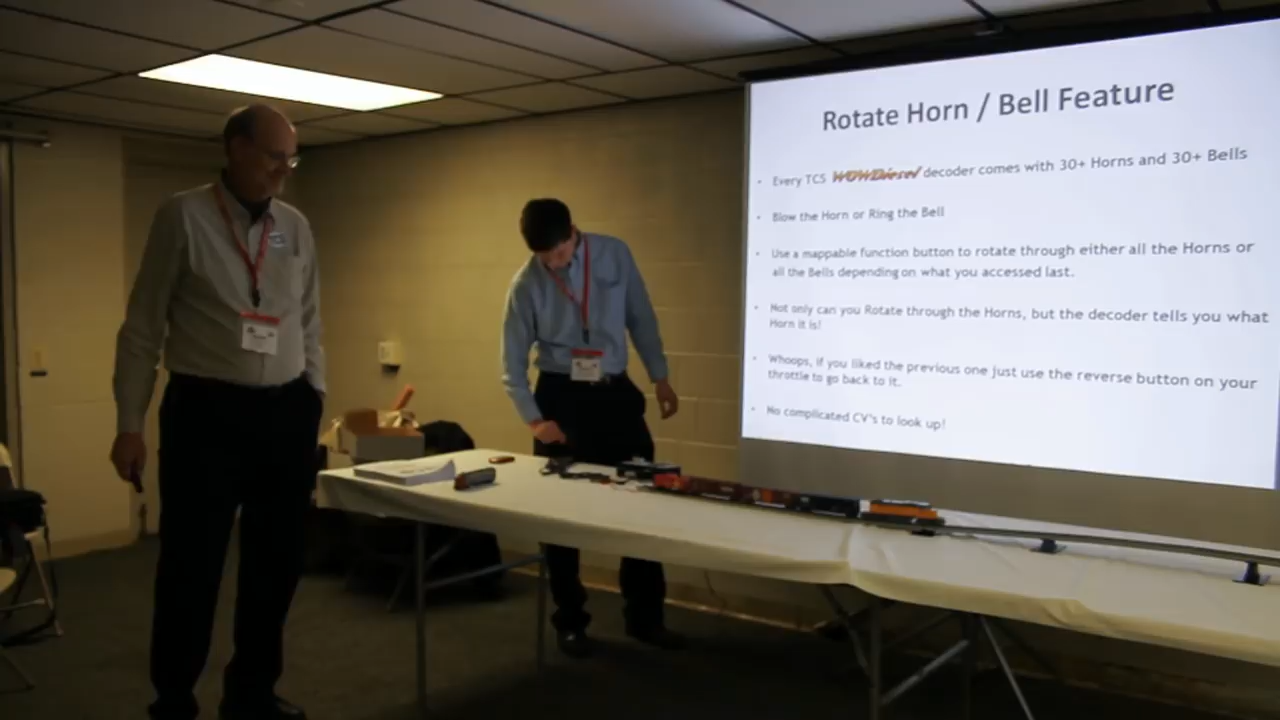 Rotate Horn / Bell Feature
• Every TCS WOWDiesel decoder comes with 30+ Horns and 30+ Bells
• Blow the Horn or Ring the Bell
• Use a mappable function button to rotate through either all the Horns or
all the Bells depending on what you accessed last.
• Not only can you Rotate through the Horns, but the decoder tells you what
Horn it is!
• Whoops, if you liked the previous one just use the reverse button on your
throttle to go back to it.
• No complicated CV's to look up!